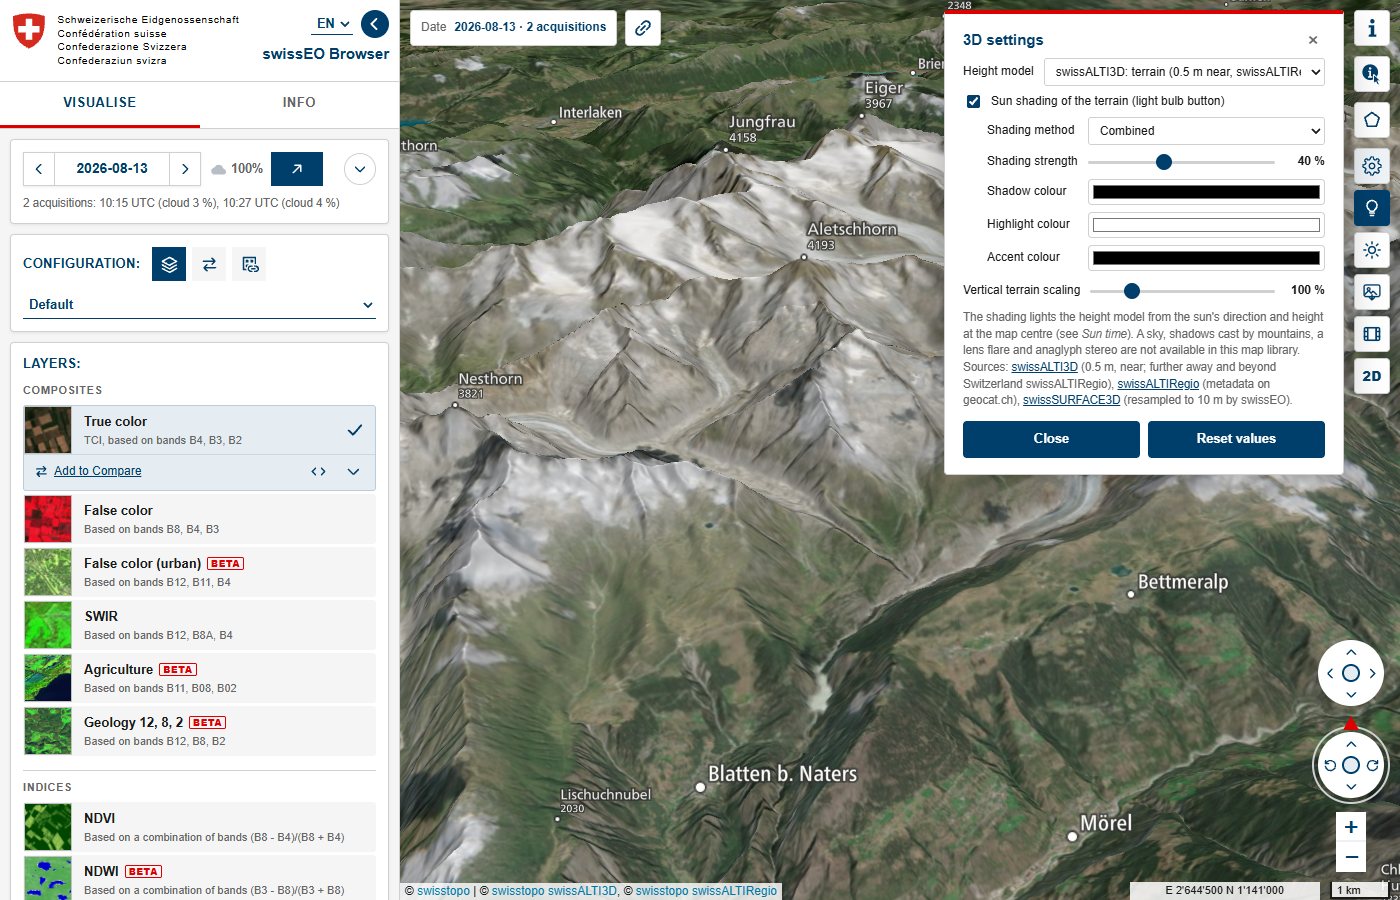 Schweizerische Eidgenossenschaft
Confédération suisse
Confederazione Svizzera
Confederaziun svizra
EN
swissEO Browser
VISUALISE
INFO
2026-08-13
100%
2 acquisitions: 10:15 UTC (cloud 3 %), 10:27 UTC (cloud 4 %)
CONFIGURATION:
Default
LAYERS:
COMPOSITES
True color
TCI, based on bands B4, B3, B2
Add to Compare
False color
Based on bands B8, B4, B3
False color (urban) BETA
Based on bands B12, B11, B4
SWIR
Based on bands B12, B8A, B4
Agriculture BETA
Based on bands B11, B08, B02
Geology 12, 8, 2 BETA
Based on bands B12, B8, B2
INDICES
NDVI
Based on a combination of bands (B8 - B4)/(B8 + B4)
NDWI BETA
Based on a combination of bands (B3 - B8)/(B3 + B8)
Date 2026-08-13 · 2 acquisitions
2348
Brien
Eiger
3967
Interlaken
Jungfrau
4158
thorn
Aletschhorn
4193
Nesthorn
3821
Bettmeralp
Blatten b. Naters
Lischuchnubel
2030
Mörel
3D settings
Height model
swissALTI3D: terrain (0.5 m near, swissALTIR
Sun shading of the terrain (light bulb button)
Shading method
Combined
Shading strength
40 %
Shadow colour
Highlight colour
Accent colour
Vertical terrain scaling
100 %
The shading lights the height model from the sun's direction and height
at the map centre (see Sun time). A sky, shadows cast by mountains, a
lens flare and anaglyph stereo are not available in this map library.
Sources: swissALTI3D (0.5 m, near; further away and beyond
Switzerland swissALTIRegio), swissALTIRegio (metadata on
geocat.ch), swissSURFACE3D (resampled to 10 m by swissEO).
Close
Reset values
2D
Chl
Hu
© swisstopo | © swisstopo swissALTI3D, © swisstopo swissALTIRegio
E 2'644'500 N 1'141'000
1 km